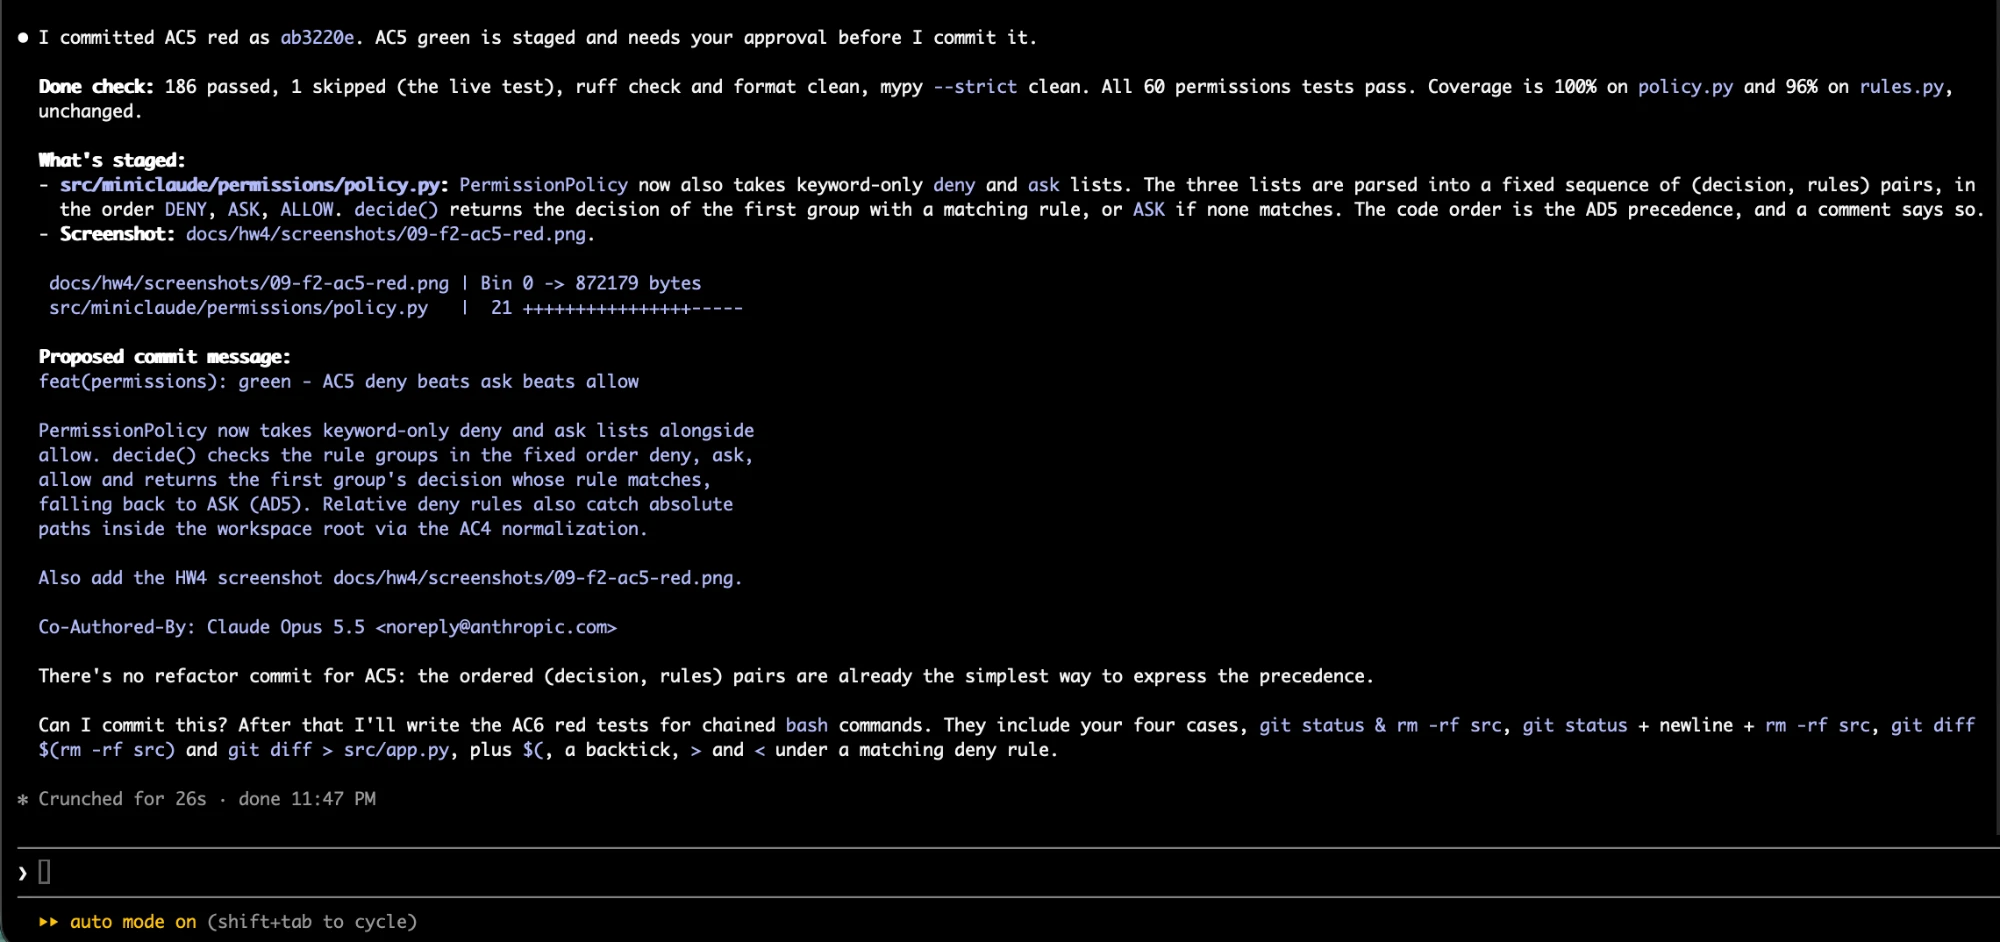 ● I committed AC5 red as ab3220e. AC5 green is staged and needs your approval before I commit it.
Done check: 186 passed, 1 skipped (the live test), ruff check and format clean, mypy --strict clean. All 60 permissions tests pass. Coverage is 100% on policy.py and 96% on rules.py,
unchanged.
What's staged:
- src/miniclaude/permissions/policy.py: PermissionPolicy now also takes keyword-only deny and ask lists. The three lists are parsed into a fixed sequence of (decision, rules) pairs, in
the order DENY, ASK, ALLOW. decide() returns the decision of the first group with a matching rule, or ASK if none matches. The code order is the AD5 precedence, and a comment says so.
- Screenshot: docs/hw4/screenshots/09-f2-ac5-red.png.
docs/hw4/screenshots/09-f2-ac5-red.png | Bin 0 -> 872179 bytes
src/miniclaude/permissions/policy.py | 21 ++++++++++++++++-----
Proposed commit message:
feat(permissions): green - AC5 deny beats ask beats allow
PermissionPolicy now takes keyword-only deny and ask lists alongside
allow. decide() checks the rule groups in the fixed order deny, ask,
allow and returns the first group's decision whose rule matches,
falling back to ASK (AD5). Relative deny rules also catch absolute
paths inside the workspace root via the AC4 normalization.
Also add the HW4 screenshot docs/hw4/screenshots/09-f2-ac5-red.png.
Co-Authored-By: Claude Opus 5.5 <noreply@anthropic.com>
There's no refactor commit for AC5: the ordered (decision, rules) pairs are already the simplest way to express the precedence.
Can I commit this? After that I'll write the AC6 red tests for chained bash commands. They include your four cases, git status & rm -rf src, git status + newline + rm -rf src, git diff
$(rm -rf src) and git diff > src/app.py, plus $(, a backtick, > and < under a matching deny rule.
✻ Crunched for 26s · done 11:47 PM
❯
⏵⏵ auto mode on (shift+tab to cycle)